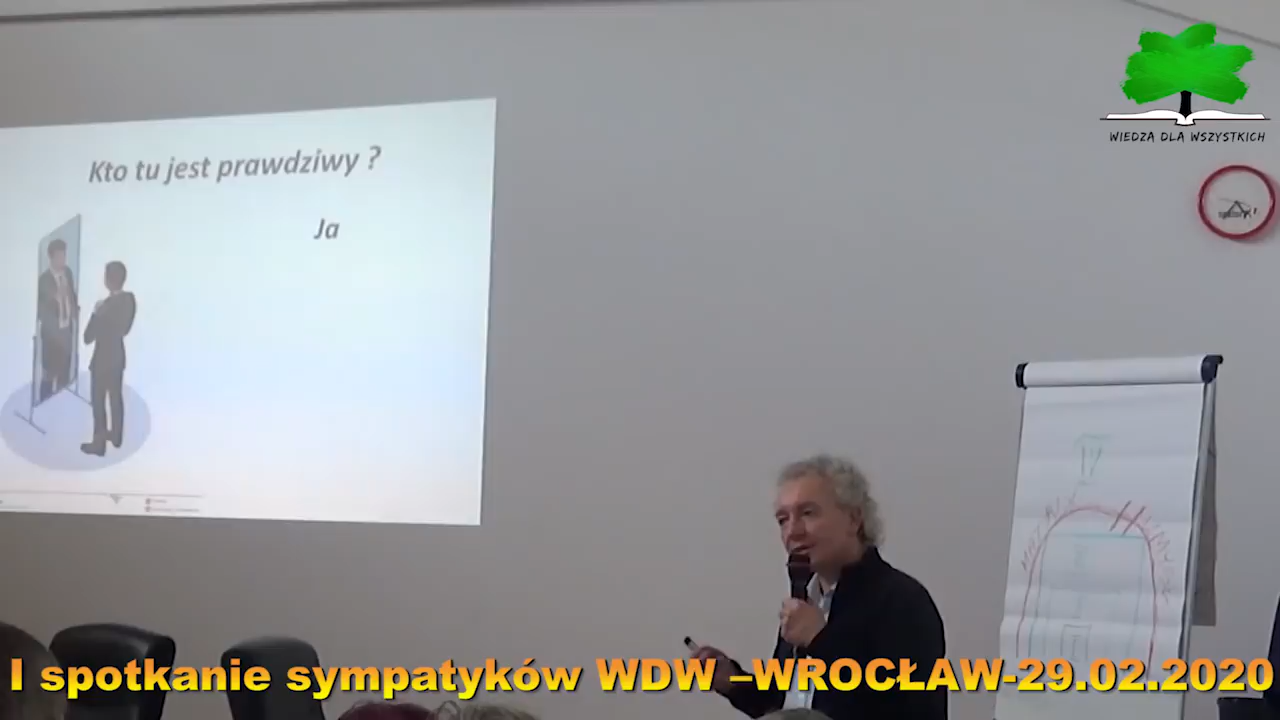 WIEDZA DLA WSZYSTKICH
Kto tu jest prawdziwy ?
Ja
I spotkanie sympatyków WDW –WROCŁAW-29.02.2020